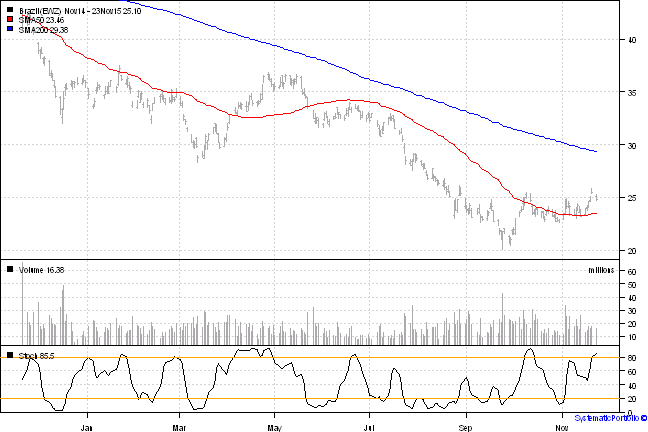 Brazil(EWZ) Nov14 - 23Nov15 25.10
SMA50 23.46
SMA200 29.38
40
35
30
25
20
Volume 16.38
millions
60
50
40
30
20
10
Stoch 85.5
80
60
40
20
0
Jan Mar May Jul Sep Nov
SystematicPortfolio ©